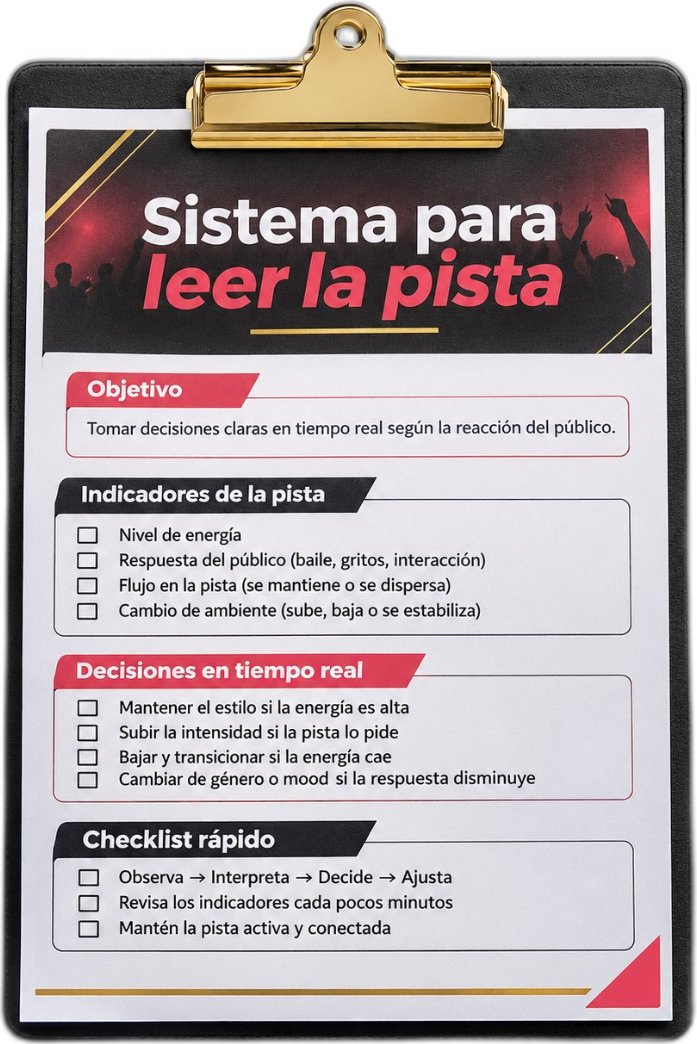 Sistema para
leer la pista
Objetivo
Tomar decisiones claras en tiempo real según la reacción del público.
Indicadores de la pista
Nivel de energía
Respuesta del público (baile, gritos, interacción)
Flujo en la pista (se mantiene o se dispersa)
Cambio de ambiente (sube, baja o se estabiliza)
Decisiones en tiempo real
Mantener el estilo si la energía es alta
Subir la intensidad si la pista lo pide
Bajar y transicionar si la energía cae
Cambiar de género o mood si la respuesta disminuye
Checklist rápido
Observa → Interpreta → Decide → Ajusta
Revisa los indicadores cada pocos minutos
Mantén la pista activa y conectada